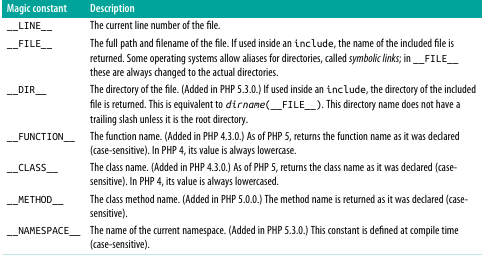 Magic constant Description
__LINE__ The current line number of the file.
__FILE__ The full path and filename of the file. If used inside an include, the name of the included file is
returned. Some operating systems allow aliases for directories, called symbolic links; in __FILE__
these are always changed to the actual directories.
__DIR__ The directory of the file. (Added in PHP 5.3.0.) If used inside an include, the directory of the included
file is returned. This is equivalent to dirname(__FILE__). This directory name does not have a
trailing slash unless it is the root directory.
__FUNCTION__ The function name. (Added in PHP 4.3.0.) As of PHP 5, returns the function name as it was declared
(case-sensitive). In PHP 4, its value is always lowercase.
__CLASS__ The class name. (Added in PHP 4.3.0.) As of PHP 5, returns the class name as it was declared (case-
sensitive). In PHP 4, its value is always lowercased.
__METHOD__ The class method name. (Added in PHP 5.0.0.) The method name is returned as it was declared (case-
sensitive).
__NAMESPACE__ The name of the current namespace. (Added in PHP 5.3.0.) This constant is defined at compile time
(case-sensitive).